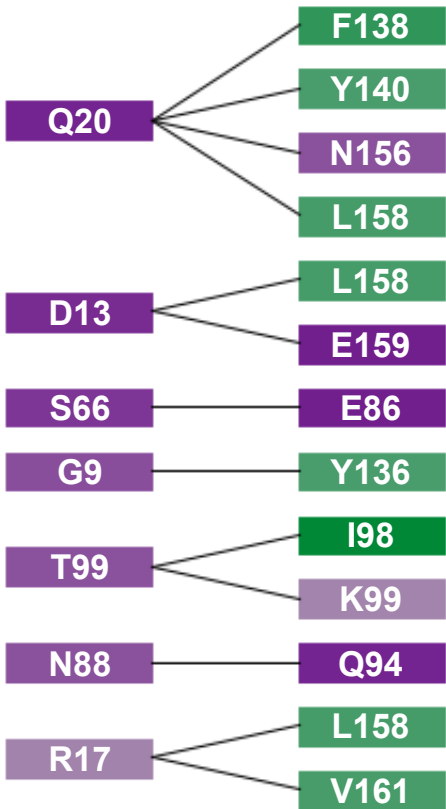 Q20
F138
Y140
N156
L158
D13
L158
E159
S66
E86
G9
Y136
T99
I98
K99
N88
Q94
R17
L158
V161